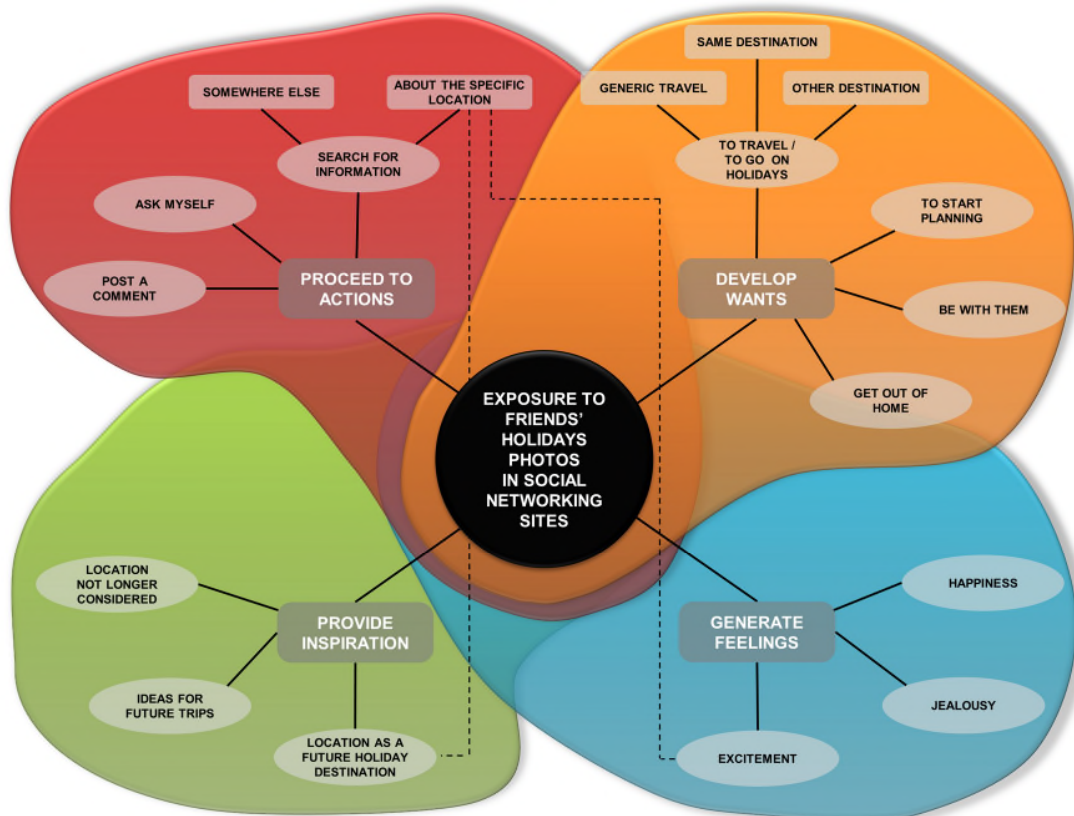 SOMEWHERE ELSE
ABOUT THE SPECIFIC
LOCATION
SEARCH FOR
INFORMATION
ASK MYSELF
POST A
COMMENT
PROCEED TO
ACTIONS
SAME DESTINATION
GENERIC TRAVEL
OTHER DESTINATION
TO TRAVEL /
TO GO ON
HOLIDAYS
TO START
PLANNING
DEVELOP
WANTS
BE WITH THEM
GET OUT OF
HOME
EXPOSURE TO
FRIENDS’
HOLIDAYS
PHOTOS
IN SOCIAL
NETWORKING
SITES
LOCATION
NOT LONGER
CONSIDERED
PROVIDE
INSPIRATION
IDEAS FOR
FUTURE TRIPS
LOCATION AS A
FUTURE HOLIDAY
DESTINATION
GENERATE
FEELINGS
HAPPINESS
JEALOUSY
EXCITEMENT